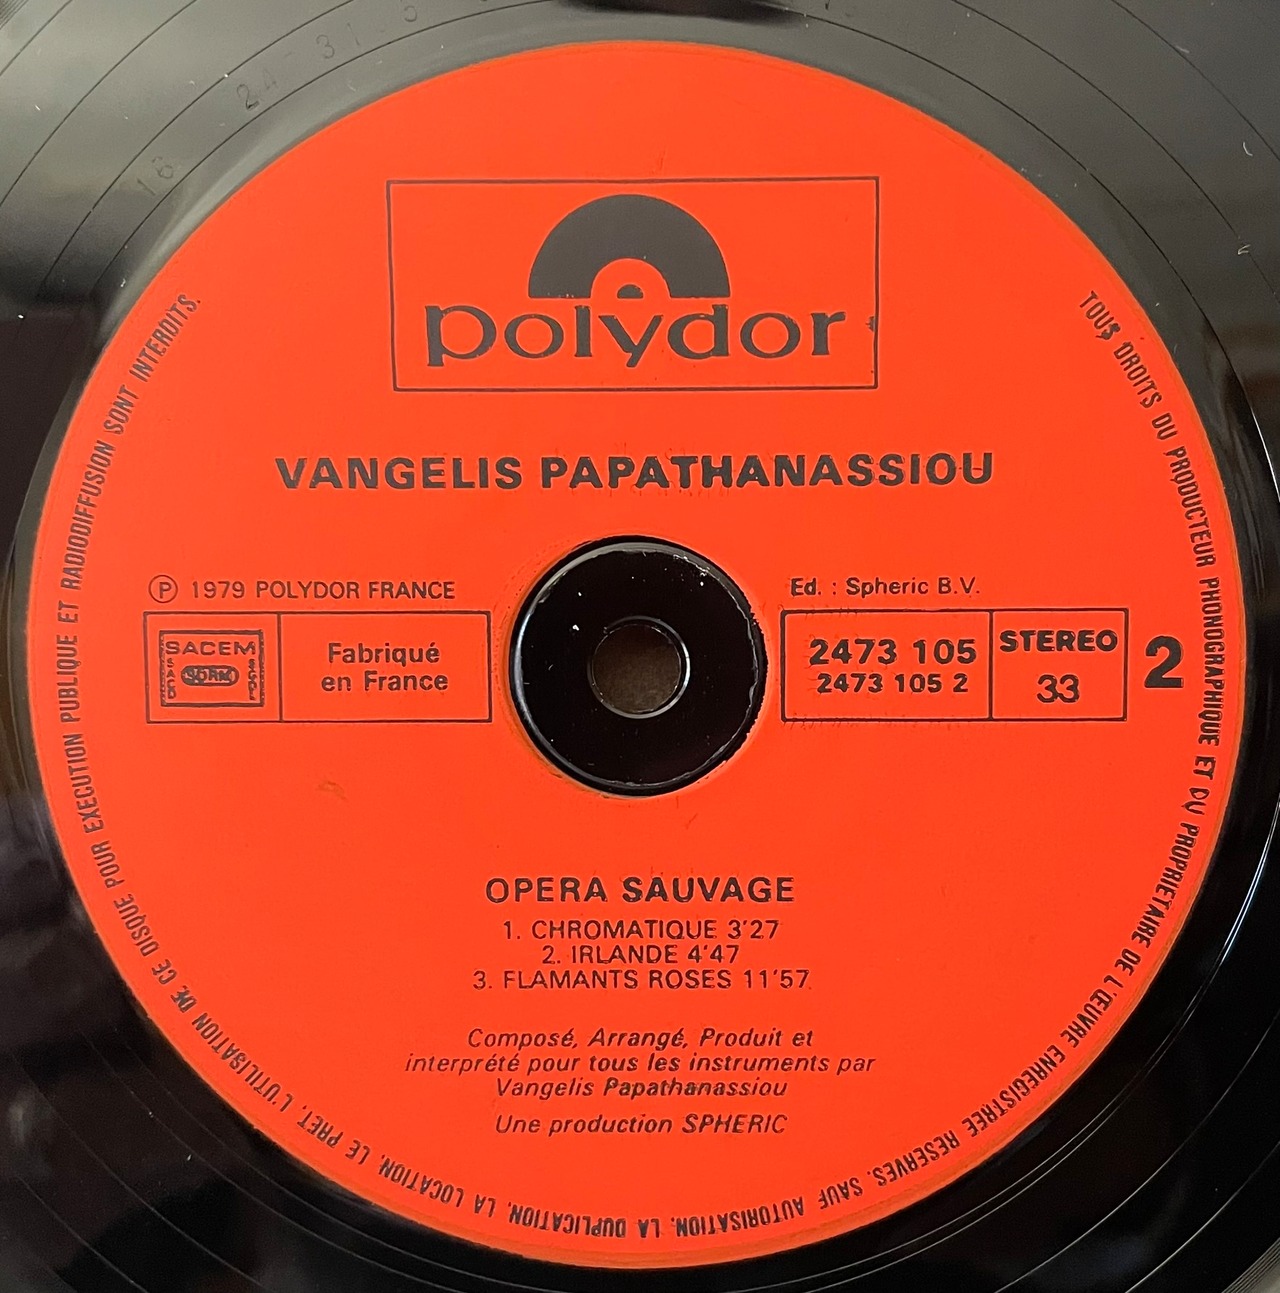 polydor
VANGELIS PAPATHANASSIOU
Ⓟ 1979 POLYDOR FRANCE
Ed. : Spheric B.V.
SACEM
SACD
SDRM
SGDL
Fabriqué
en France
2473 105
2473 105 2
STEREO
33
2
OPERA SAUVAGE
1. CHROMATIQUE 3'27
2. IRLANDE 4'47
3. FLAMANTS ROSES 11'57
Composé, Arrangé, Produit et
interprété pour tous les instruments par
Vangelis Papathanassiou
Une production SPHERIC
TOUS DROITS DU PRODUCTEUR PHONOGRAPHIQUE ET DU PROPRIETAIRE DE L'ŒUVRE ENREGISTREE RESERVES. SAUF AUTORISATION, LA DUPLICATION, LA LOCATION, LE PRET, L'UTILISATION DE CE DISQUE POUR EXECUTION PUBLIQUE ET RADIODIFFUSION SONT INTERDITS.
16